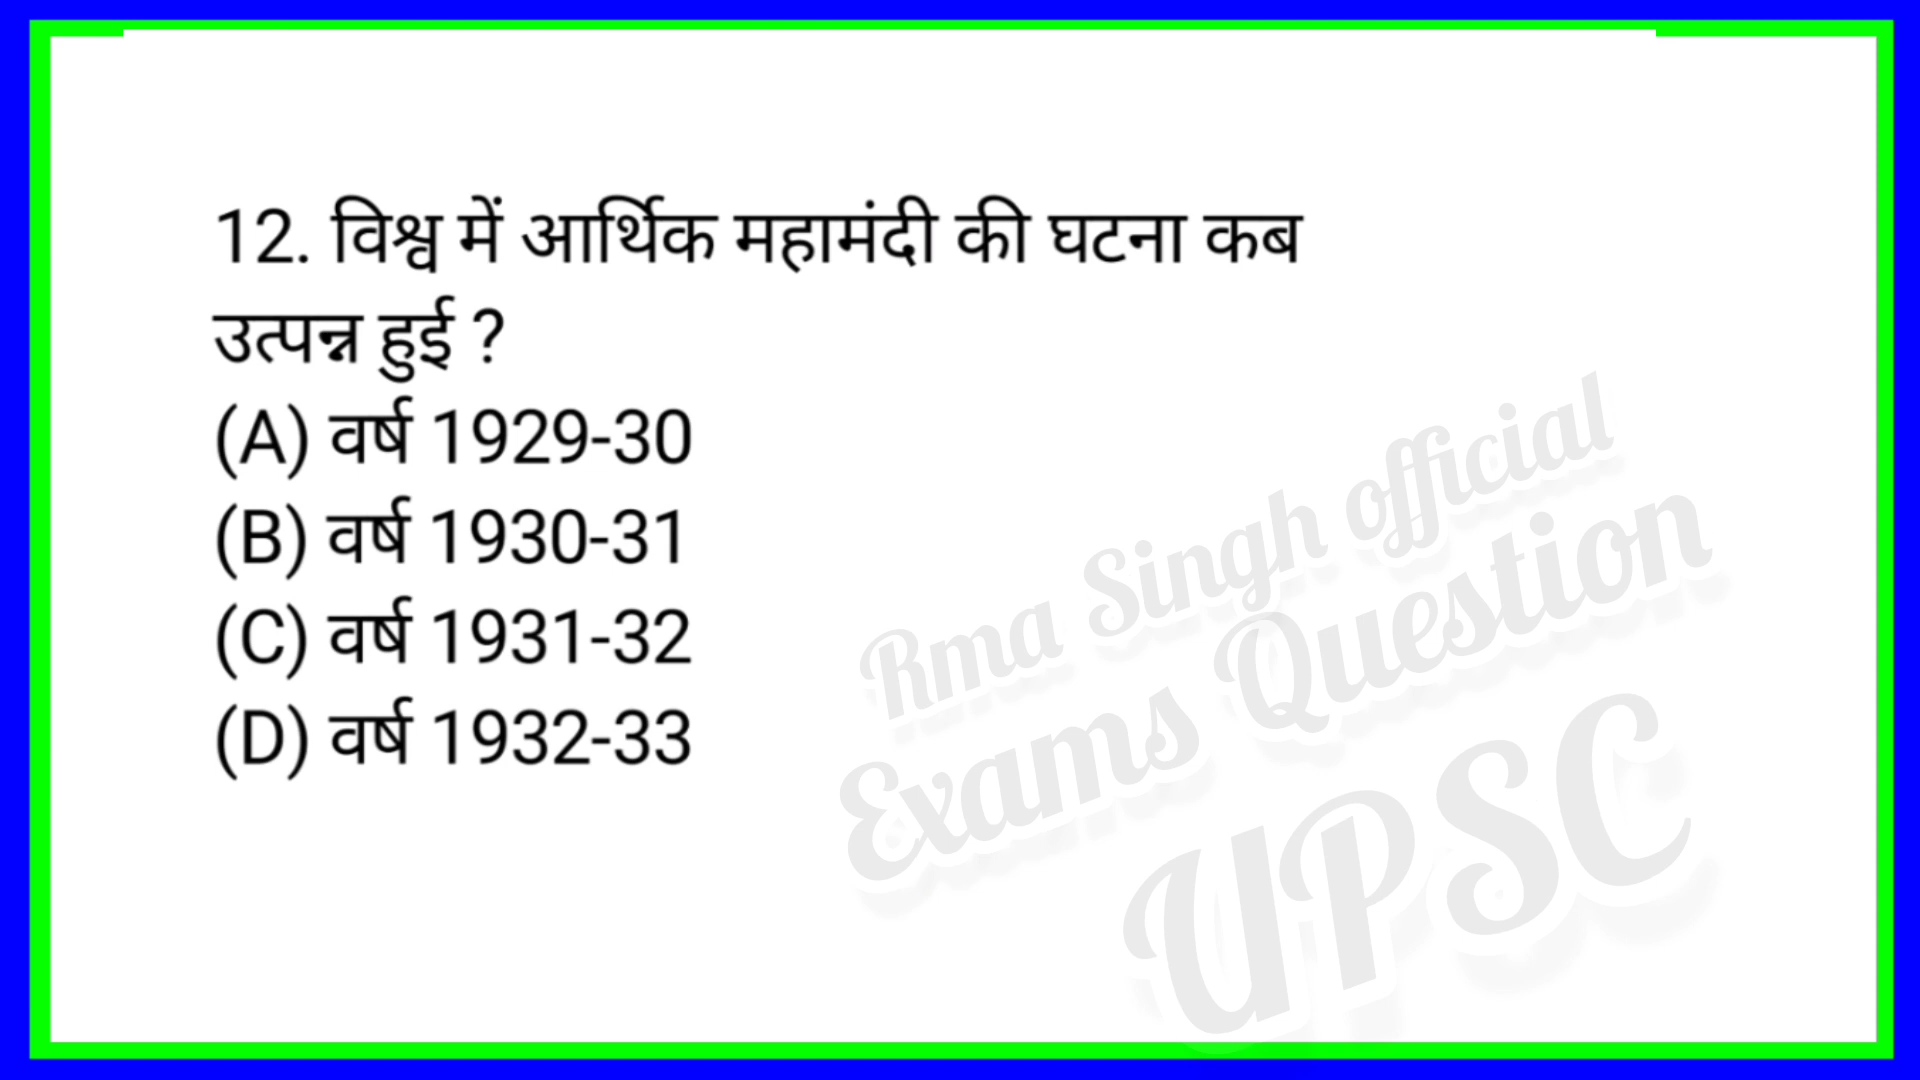 12. विश्व में आर्थिक महामंदी की घटना कब
उत्पन्न हुई ?
(A) वर्ष 1929-30
(B) वर्ष 1930-31
(C) वर्ष 1931-32
(D) वर्ष 1932-33
Rma Singh official
Exams Question
UPSC